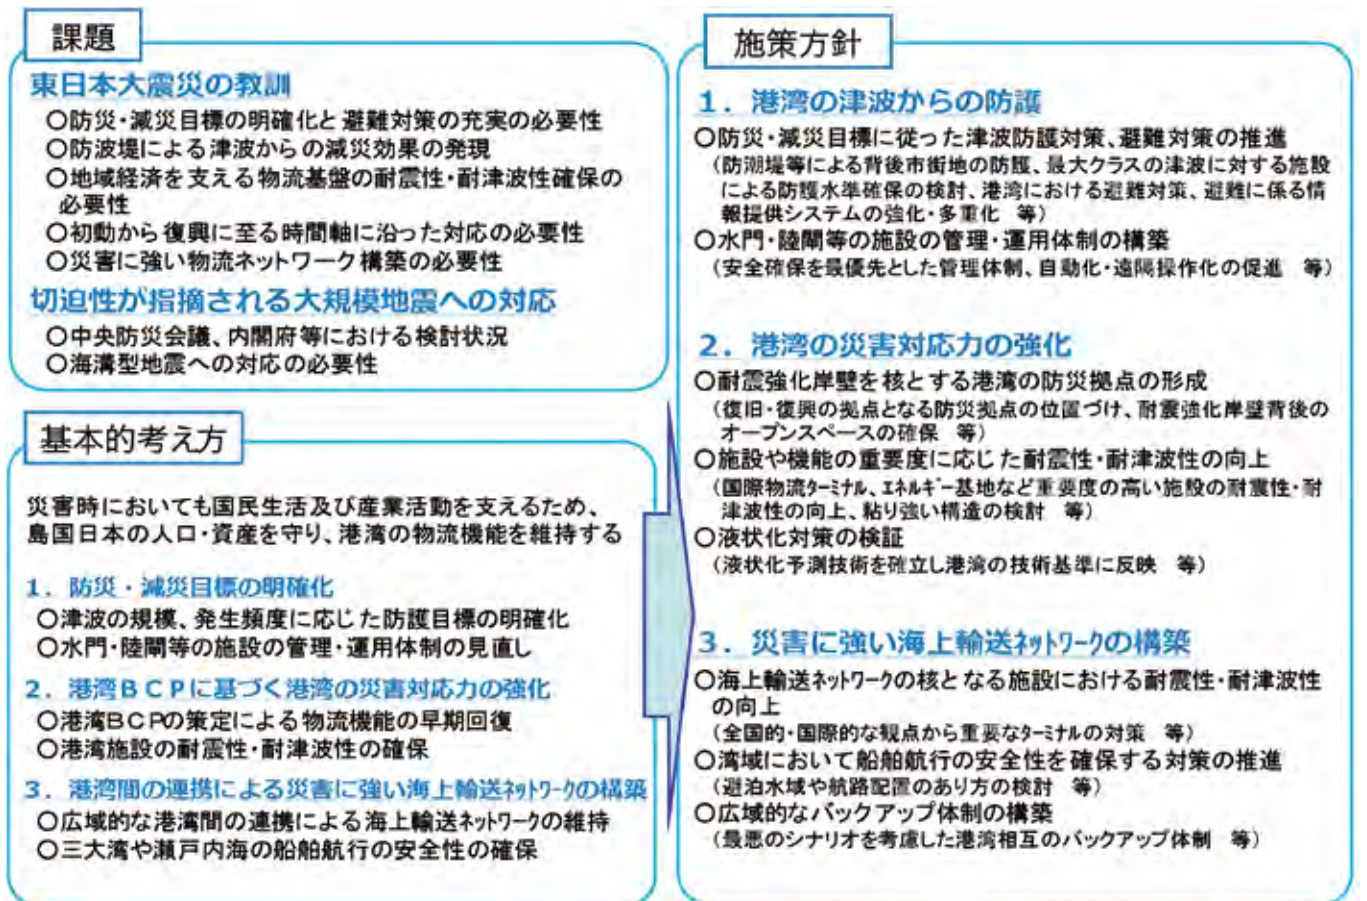 課題
東日本大震災の教訓
○防災・減災目標の明確化と避難対策の充実の必要性
○防波堤による津波からの減災効果の発現
○地域経済を支える物流基盤の耐震性・耐津波性確保の
必要性
○初動から復興に至る時間軸に沿った対応の必要性
○災害に強い物流ネットワーク構築の必要性
切迫性が指摘される大規模地震への対応
○中央防災会議、内閣府等における検討状況
○海溝型地震への対応の必要性
基本的考え方
災害時においても国民生活及び産業活動を支えるため、
島国日本の人口・資産を守り、港湾の物流機能を維持する
1．防災・減災目標の明確化
○津波の規模、発生頻度に応じた防護目標の明確化
○水門・陸閘等の施設の管理・運用体制の見直し
2．港湾ＢＣＰに基づく港湾の災害対応力の強化
○港湾BCPの策定による物流機能の早期回復
○港湾施設の耐震性・耐津波性の確保
3．港湾間の連携による災害に強い海上輸送ﾈｯﾄﾜｰｸの構築
○広域的な港湾間の連携による海上輸送ネットワークの維持
○三大湾や瀬戸内海の船舶航行の安全性の確保
施策方針
１．港湾の津波からの防護
○防災・減災目標に従った津波防護対策、避難対策の推進
（防潮堤等による背後市街地の防護、最大クラスの津波に対する施設
による防護水準確保の検討、港湾における避難対策、避難に係る情
報提供システムの強化・多重化　等）
○水門・陸閘等の施設の管理・運用体制の構築
（安全確保を最優先とした管理体制、自動化・遠隔操作化の促進　等）
２．港湾の災害対応力の強化
○耐震強化岸壁を核とする港湾の防災拠点の形成
（復旧・復興の拠点となる防災拠点の位置づけ、耐震強化岸壁背後の
オープンスペースの確保　等）
○施設や機能の重要度に応じた耐震性・耐津波性の向上
（国際物流ﾀｰﾐﾅﾙ、ｴﾈﾙｷﾞｰ基地など重要度の高い施設の耐震性・耐
津波性の向上、粘り強い構造の検討　等）
○液状化対策の検証
（液状化予測技術を確立し港湾の技術基準に反映　等）
３．災害に強い海上輸送ﾈｯﾄﾜｰｸの構築
○海上輸送ネットワークの核となる施設における耐震性・耐津波性
の向上
（全国的・国際的な観点から重要なﾀｰﾐﾅﾙの対策　等）
○湾域において船舶航行の安全性を確保する対策の推進
（避泊水域や航路配置のあり方の検討　等）
○広域的なバックアップ体制の構築
（最悪のシナリオを考慮した港湾相互のバックアップ体制　等）